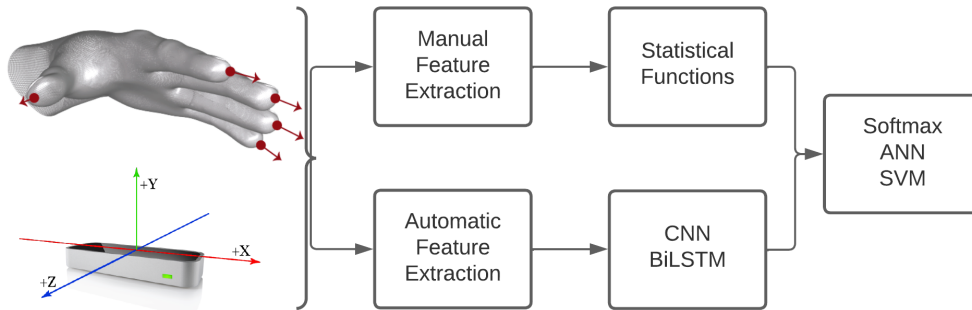 Manual
Feature
Extraction
Statistical
Functions
Softmax
ANN
SVM
+Y
+X
+Z
Automatic
Feature
Extraction
CNN
BiLSTM